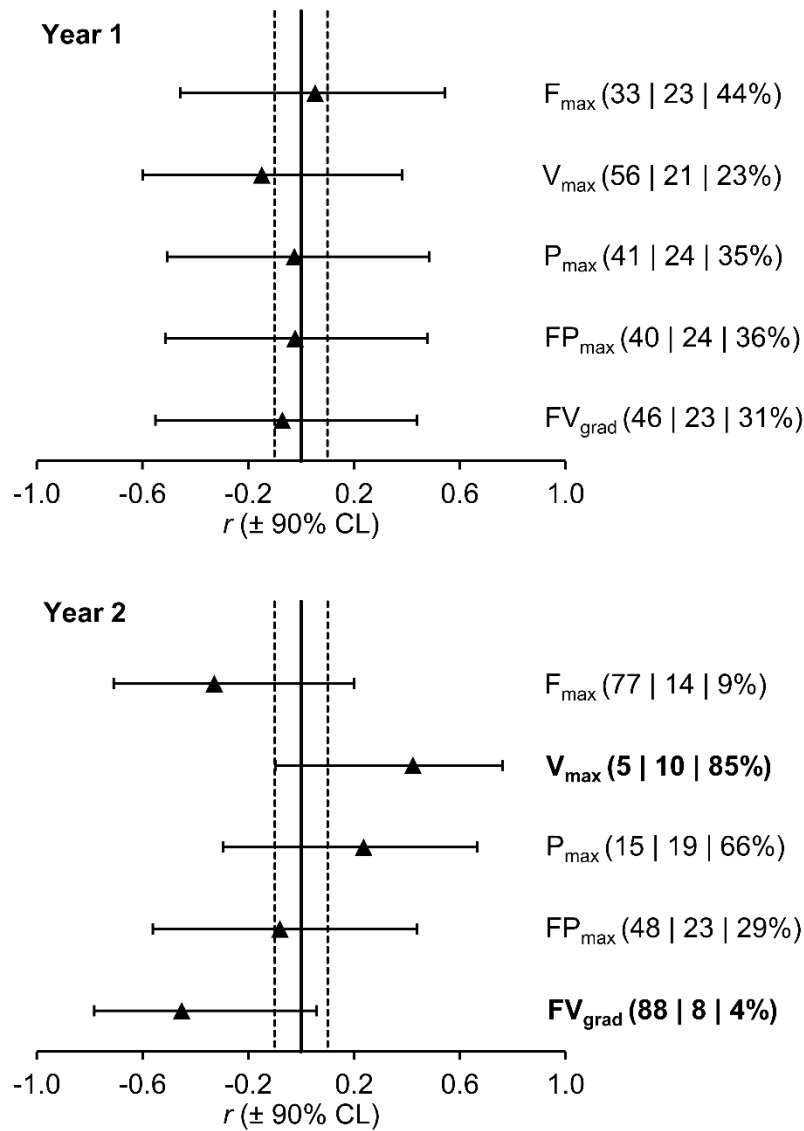 Year 1
Fmax (33 | 23 | 44%)
Vmax (56 | 21 | 23%)
Pmax (41 | 24 | 35%)
FPmax (40 | 24 | 36%)
FVgrad (46 | 23 | 31%)
-1.0 -0.6 -0.2 0.2 0.6 1.0
r (± 90% CL)
Year 2
Fmax (77 | 14 | 9%)
Vmax (5 | 10 | 85%)
Pmax (15 | 19 | 66%)
FPmax (48 | 23 | 29%)
FVgrad (88 | 8 | 4%)
-1.0 -0.6 -0.2 0.2 0.6 1.0
r (± 90% CL)